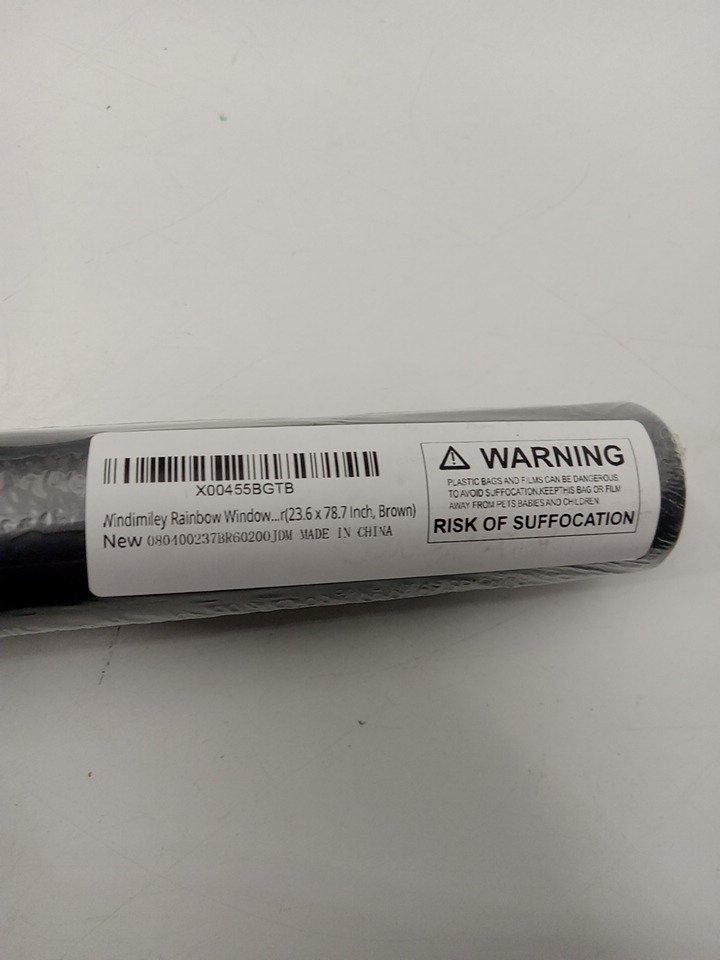 X00455BGTB
Windimiley Rainbow Window...r(23.6 x 78.7 Inch, Brown)
New 080400237BR60200JDM MADE IN CHINA
WARNING
PLASTIC BAGS AND FILMS CAN BE DANGEROUS.
TO AVOID SUFFOCATION,KEEPTHIS BAG OR FILM
AWAY FROM PETS BABIES AND CHILDREN
RISK OF SUFFOCATION